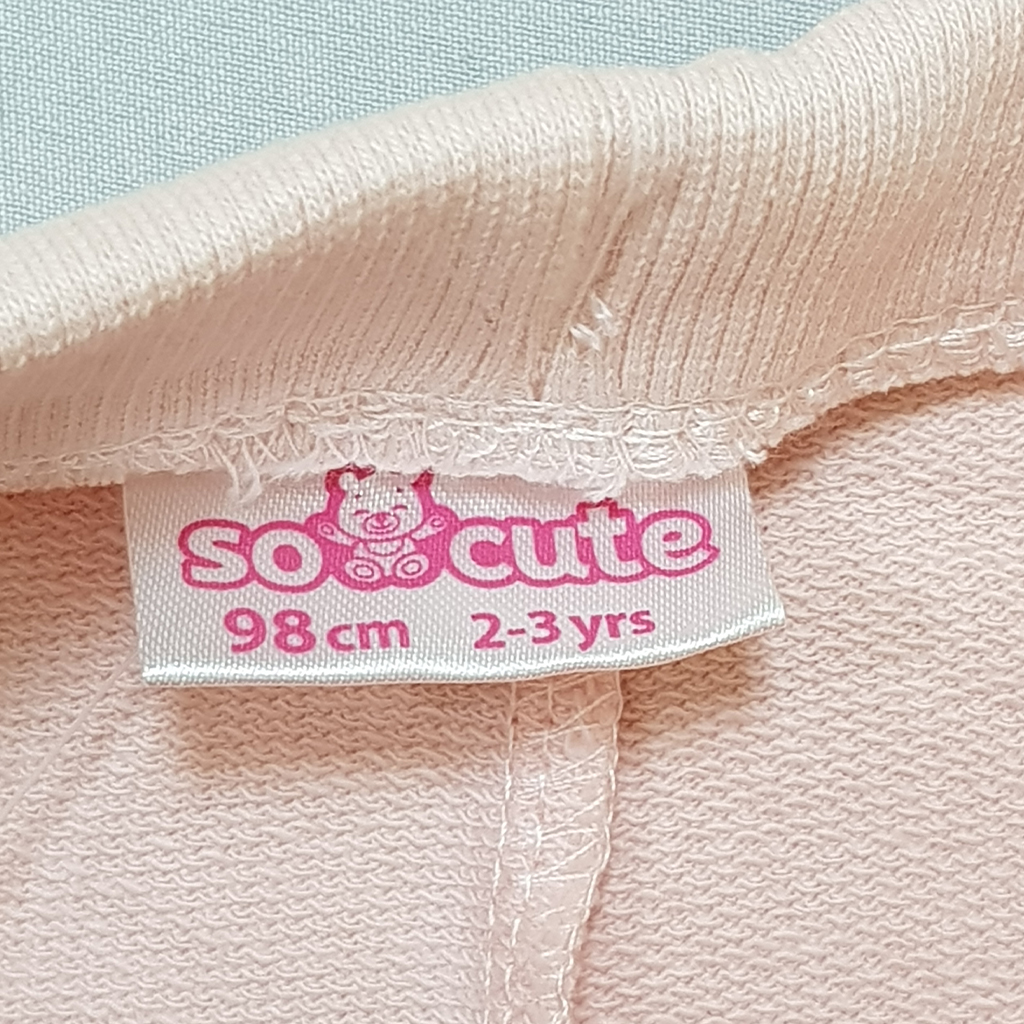 so cute
98 cm 2-3 yrs